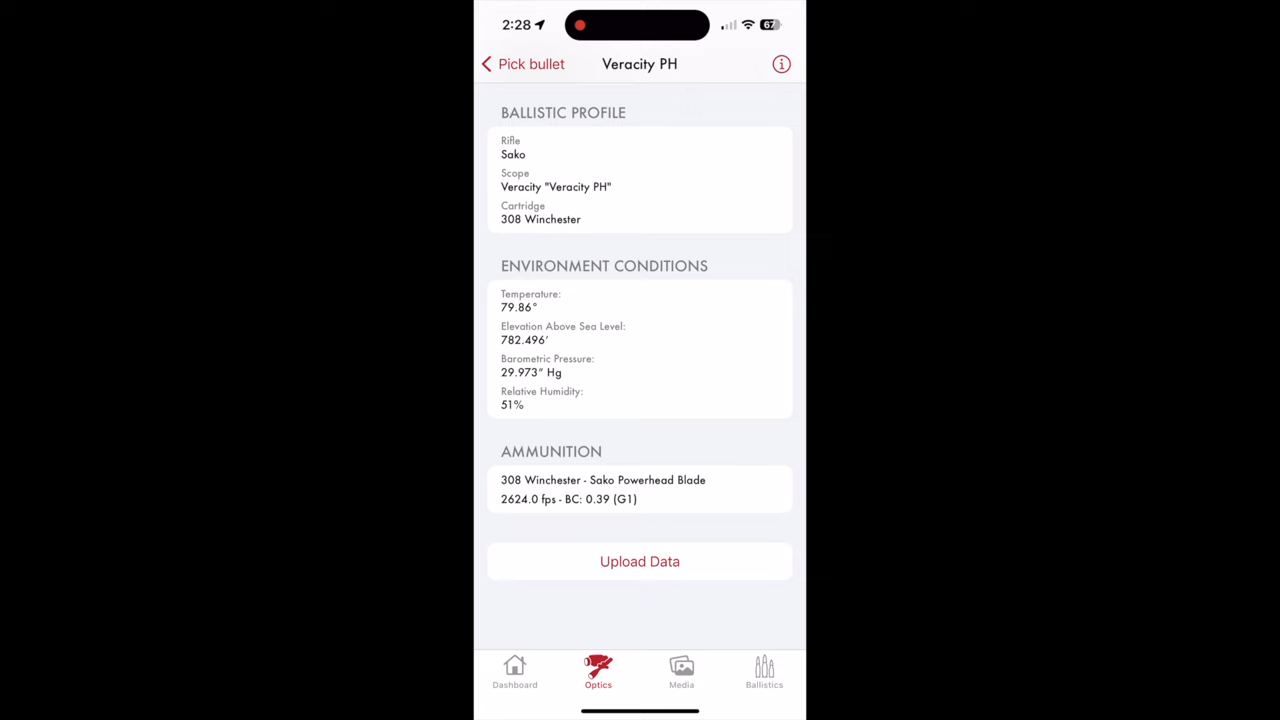 2:28
67
Pick bullet
Veracity PH
BALLISTIC PROFILE
Rifle
Sako
Scope
Veracity "Veracity PH"
Cartridge
308 Winchester
ENVIRONMENT CONDITIONS
Temperature:
79.86°
Elevation Above Sea Level:
782.496′
Barometric Pressure:
29.973″ Hg
Relative Humidity:
51%
AMMUNITION
308 Winchester - Sako Powerhead Blade
2624.0 fps - BC: 0.39 (G1)
Upload Data
Dashboard
Optics
Media
Ballistics